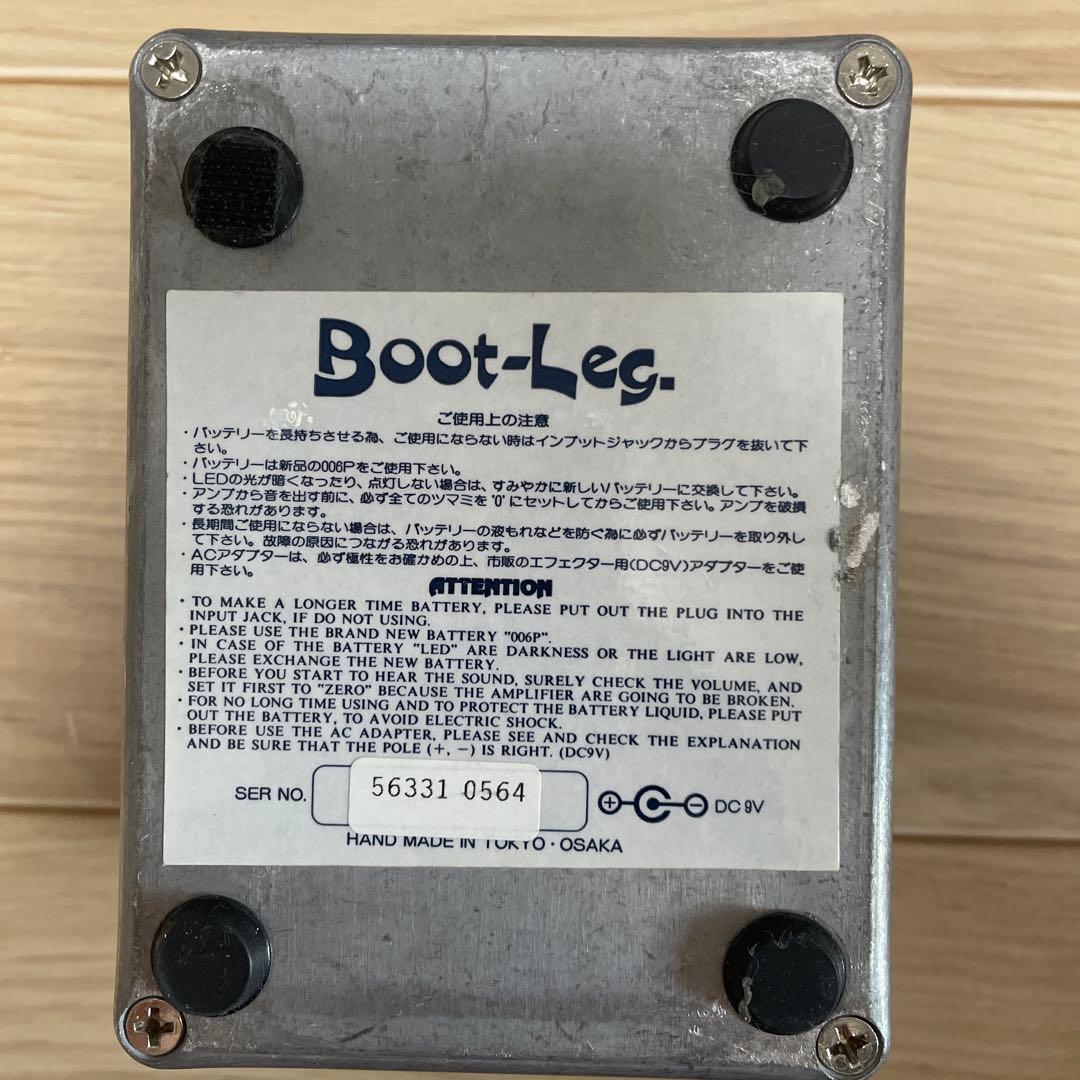 Boot-Leg.
ご使用上の注意
・バッテリーを長持ちさせる為、ご使用にならない時はインプットジャックからプラグを抜いて下
さい。
・バッテリーは新品の006Pをご使用下さい。
・LEDの光が暗くなったり、点灯しない場合は、すみやかに新しいバッテリーに交換して下さい。
・アンプから音を出す前に、必ず全てのツマミを"0"にセットしてからご使用下さい。アンプを破損
する恐れがあります。
・長期間ご使用にならない場合は、バッテリーの液もれなどを防ぐ為に必ずバッテリーを取り外し
て下さい。故障の原因につながる恐れがあります。
・ACアダプターは、必ず極性をお確かめの上、市販のエフェクター用(DC9V)アダプターをご使
用下さい。
ATTENTION
・TO MAKE A LONGER TIME BATTERY, PLEASE PUT OUT THE PLUG INTO THE
INPUT JACK, IF DO NOT USING.
・PLEASE USE THE BRAND NEW BATTERY "006P".
・IN CASE OF THE BATTERY "LED" ARE DARKNESS OR THE LIGHT ARE LOW,
PLEASE EXCHANGE THE NEW BATTERY.
・BEFORE YOU START TO HEAR THE SOUND, SURELY CHECK THE VOLUME, AND
SET IT FIRST TO "ZERO" BECAUSE THE AMPLIFIER ARE GOING TO BE BROKEN.
・FOR NO LONG TIME USING AND TO PROTECT THE BATTERY LIQUID, PLEASE PUT
OUT THE BATTERY, TO AVOID ELECTRIC SHOCK.
・BEFORE USE THE AC ADAPTER, PLEASE SEE AND CHECK THE EXPLANATION
AND BE SURE THAT THE POLE (+, −) IS RIGHT. (DC9V)
SER NO. 56331 0564 DC 9V
HAND MADE IN TOKYO・OSAKA